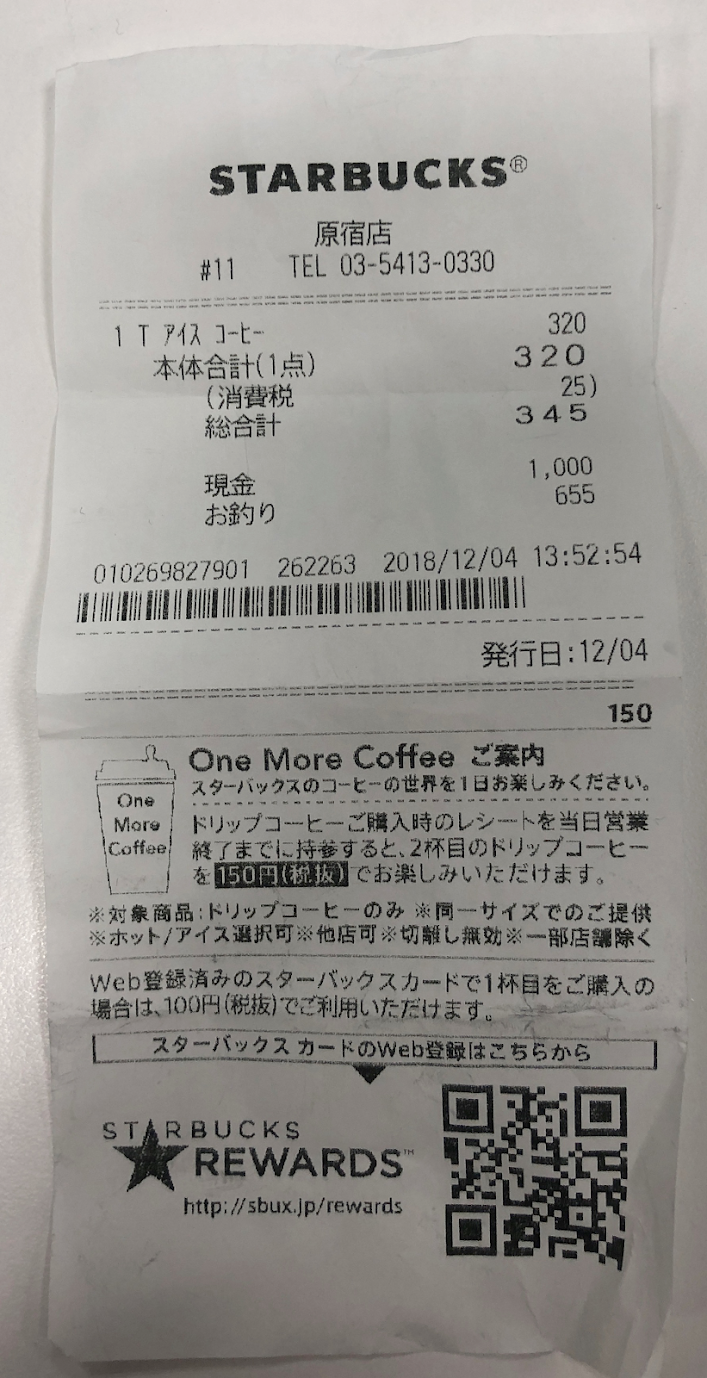 STARBUCKS®
原宿店
#11 TEL 03-5413-0330
1 T ｱｲｽ ｺｰﾋｰ 320
本体合計(1点) 320
(消費税 25)
総合計 345
現金 1,000
お釣り 655
010269827901 262263 2018/12/04 13:52:54
発行日:12/04
150
One More Coffee ご案内
スターバックスのコーヒーの世界を1日お楽しみください。
One
More
Coffee
ドリップコーヒーご購入時のレシートを当日営業
終了までに持参すると、2杯目のドリップコーヒー
を150円(税抜)でお楽しみいただけます。
※対象商品:ドリップコーヒーのみ ※同一サイズでのご提供
※ホット/アイス選択可※他店可※切離し無効※一部店舗除く
Web登録済みのスターバックスカードで1杯目をご購入の
場合は、100円(税抜)でご利用いただけます。
スターバックス カードのWeb登録はこちらから
STARBUCKS
REWARDS™
http://sbux.jp/rewards